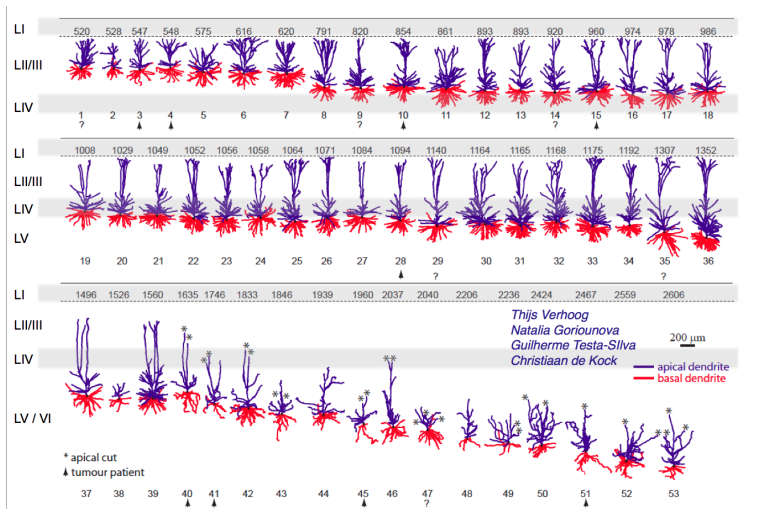 LI 520 528 547 548 575 616 620 791 820 854 861 893 893 920 960 974 978 986
LII/III
LIV
1 2 3 4 5 6 7 8 9 10 11 12 13 14 15 16 17 18
? ? ?
LI 1008 1029 1049 1052 1056 1058 1064 1071 1084 1094 1140 1164 1165 1168 1175 1192 1307 1352
LII/III
LIV
LV
19 20 21 22 23 24 25 26 27 28 29 30 31 32 33 34 35 36
? ?
LI 1496 1526 1560 1635 1746 1833 1846 1939 1960 2037 2040 2206 2236 2424 2467 2559 2606
Thijs Verhoog
LII/III
Natalia Goriounova
Guilherme Testa-SIlva
200 µm
LIV
Christiaan de Kock
apical dendrite
basal dendrite
LV / VI
* apical cut
tumour patient
37 38 39 40 41 42 43 44 45 46 47 48 49 50 51 52 53
?